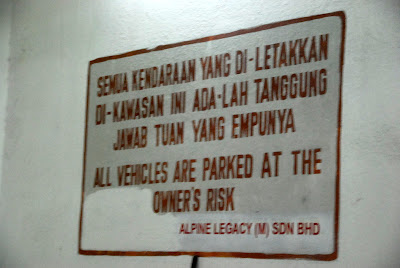 SEMUA KENDARAAN YANG DI-LETAKKAN
DI-KAWASAN INI ADA-LAH TANGGUNG
JAWAB TUAN YANG EMPUNYA
ALL VEHICLES ARE PARKED AT THE
OWNER'S RISK
ALPINE LEGACY (M) SDN BHD